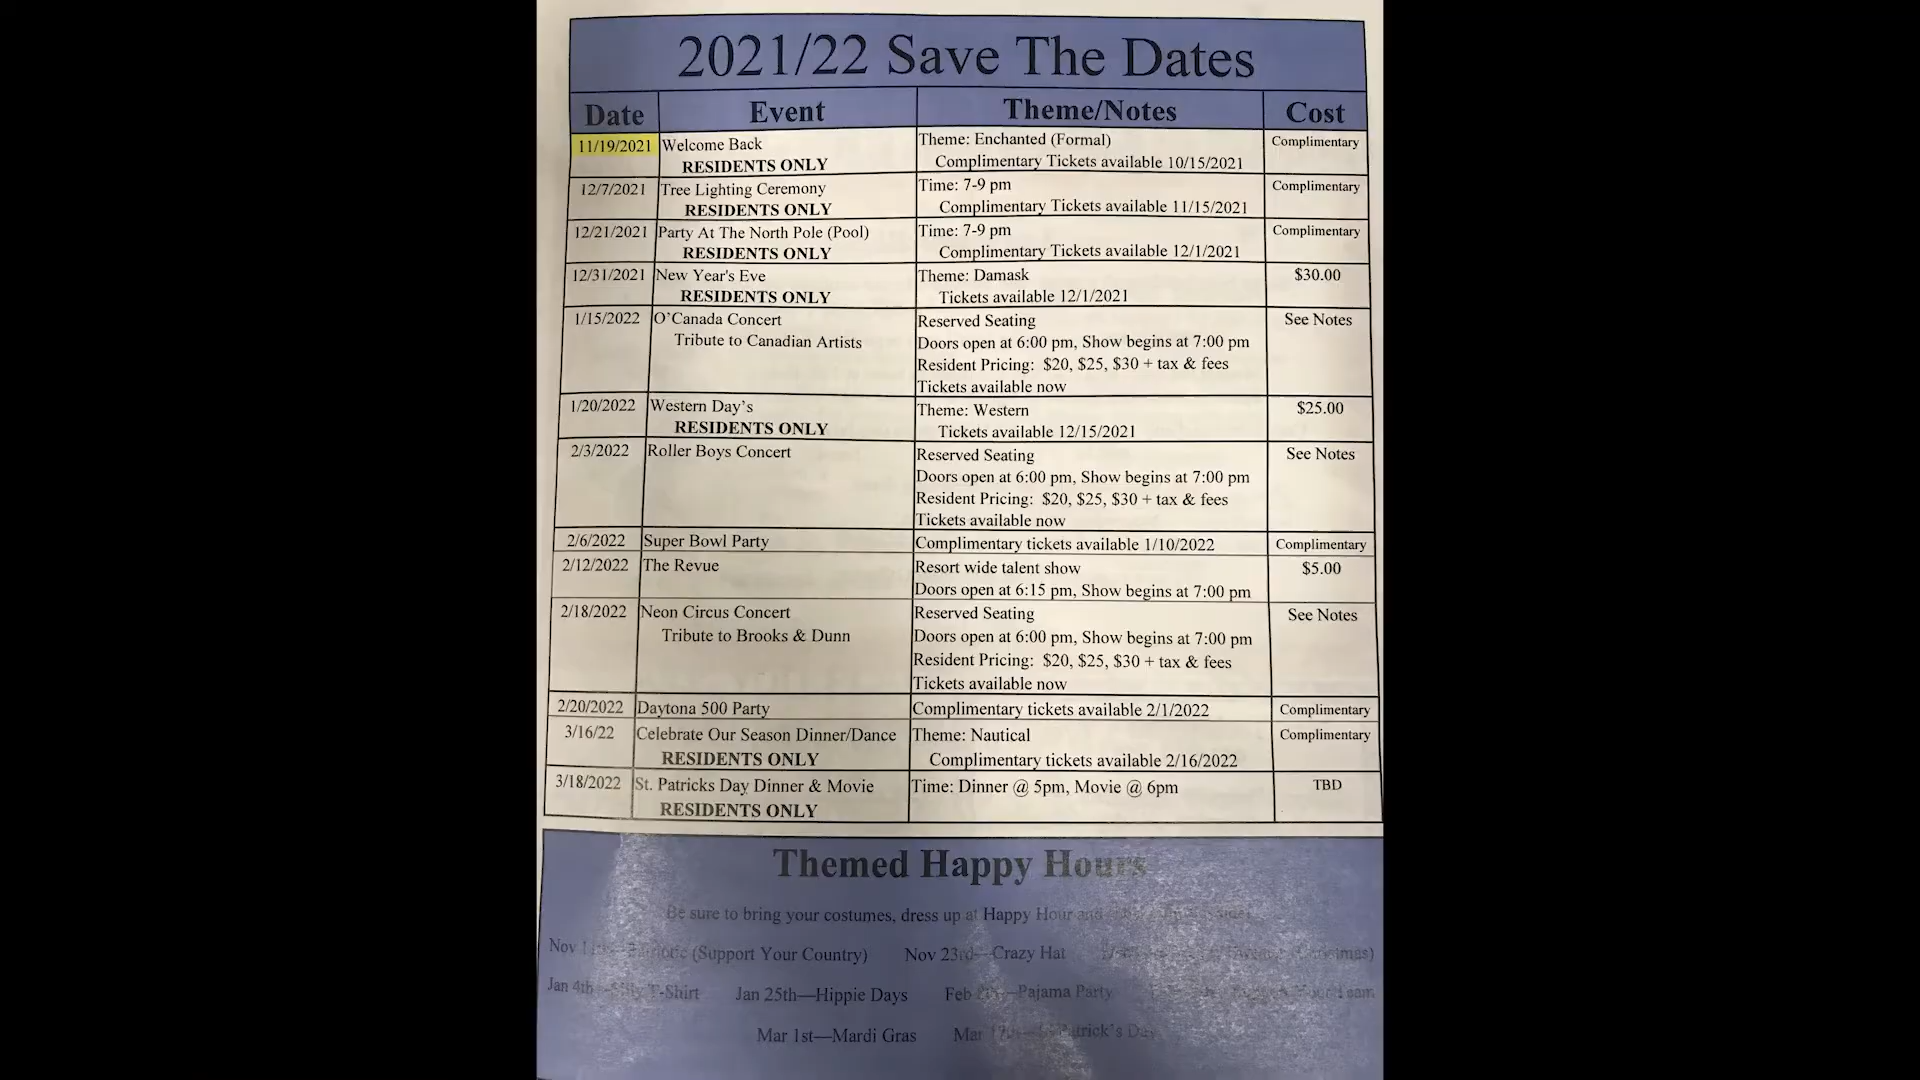 2021/22 Save The Dates
Date Event Theme/Notes Cost
11/19/2021 Welcome Back Theme: Enchanted (Formal) Complimentary
RESIDENTS ONLY Complimentary Tickets available 10/15/2021
12/7/2021 Tree Lighting Ceremony Time: 7-9 pm Complimentary
RESIDENTS ONLY Complimentary Tickets available 11/15/2021
12/21/2021 Party At The North Pole (Pool) Time: 7-9 pm Complimentary
RESIDENTS ONLY Complimentary Tickets available 12/1/2021
12/31/2021 New Year's Eve Theme: Damask $30.00
RESIDENTS ONLY Tickets available 12/1/2021
1/15/2022 O’Canada Concert Reserved Seating See Notes
Tribute to Canadian Artists Doors open at 6:00 pm, Show begins at 7:00 pm
Resident Pricing: $20, $25, $30 + tax & fees
Tickets available now
1/20/2022 Western Day’s Theme: Western $25.00
RESIDENTS ONLY Tickets available 12/15/2021
2/3/2022 Roller Boys Concert Reserved Seating See Notes
Doors open at 6:00 pm, Show begins at 7:00 pm
Resident Pricing: $20, $25, $30 + tax & fees
Tickets available now
2/6/2022 Super Bowl Party Complimentary tickets available 1/10/2022 Complimentary
2/12/2022 The Revue Resort wide talent show $5.00
Doors open at 6:15 pm, Show begins at 7:00 pm
2/18/2022 Neon Circus Concert Reserved Seating See Notes
Tribute to Brooks & Dunn Doors open at 6:00 pm, Show begins at 7:00 pm
Resident Pricing: $20, $25, $30 + tax & fees
Tickets available now
2/20/2022 Daytona 500 Party Complimentary tickets available 2/1/2022 Complimentary
3/16/22 Celebrate Our Season Dinner/Dance Theme: Nautical Complimentary
RESIDENTS ONLY Complimentary tickets available 2/16/2022
3/18/2022 St. Patricks Day Dinner & Movie Time: Dinner @ 5pm, Movie @ 6pm TBD
RESIDENTS ONLY
Themed Happy Hours
Be sure to bring your costumes, dress up at Happy Hour and
Nov Patriotic (Support Your Country) Nov 23rd—Crazy Hat
Jan 4th—Silly T-Shirt Jan 25th—Hippie Days Feb Pajama Party
Mar 1st—Mardi Gras Mar Patrick’s Day